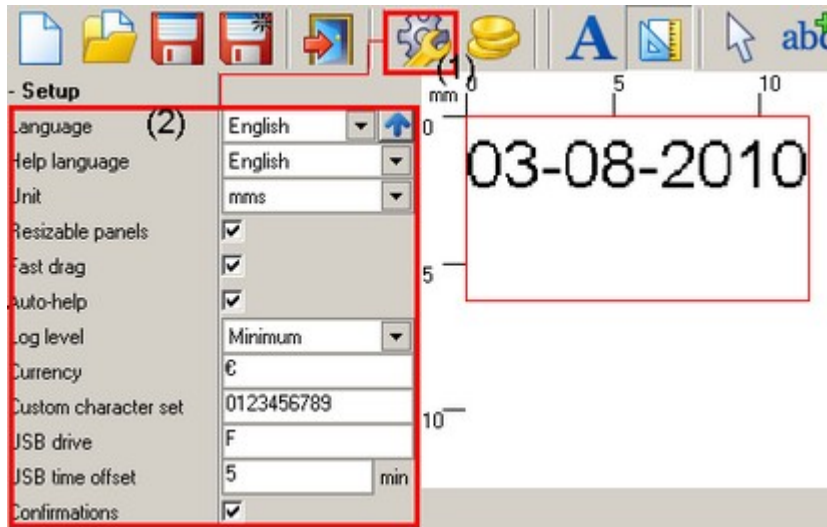 A abc
(1)
- Setup
mm 0 5 10
Language (2) English
0
Help language English
03-08-2010
Unit mms
Resizable panels
Fast drag
5
Auto-help
Log level Minimum
Currency €
Custom character set 0123456789
10
USB drive F
USB time offset 5 min
Confirmations